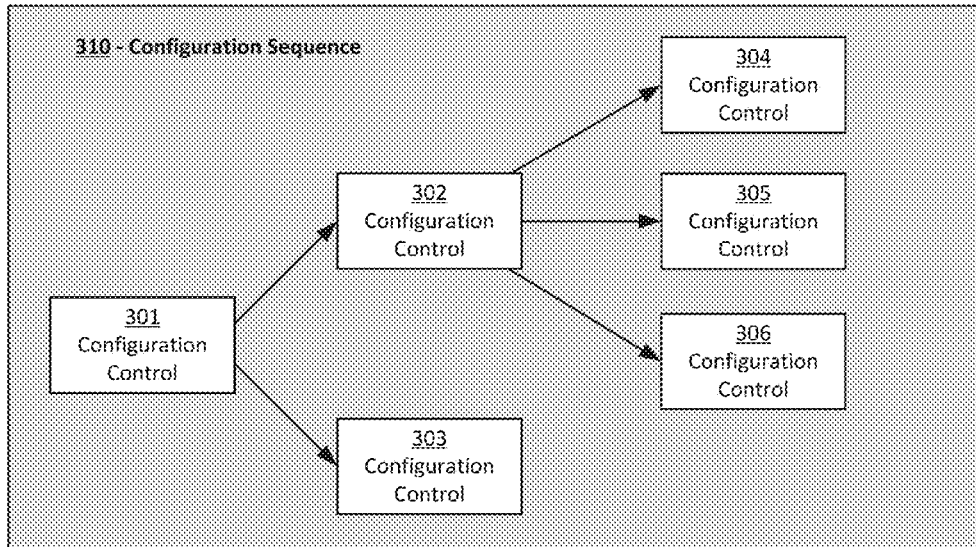 310 - Configuration Sequence
304
Configuration
Control
302
Configuration
Control
305
Configuration
Control
301
Configuration
Control
306
Configuration
Control
303
Configuration
Control